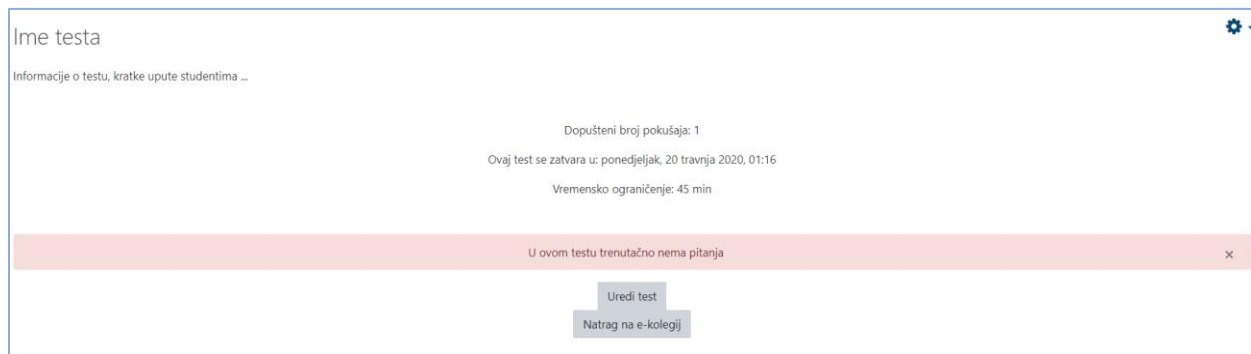 Ime testa
Informacije o testu, kratke upute studentima ...
Dopušteni broj pokušaja: 1
Ovaj test se zatvara u: ponedjeljak, 20 travnja 2020, 01:16
Vremensko ograničenje: 45 min
U ovom testu trenutačno nema pitanja
Uredi test
Natrag na e-kolegij